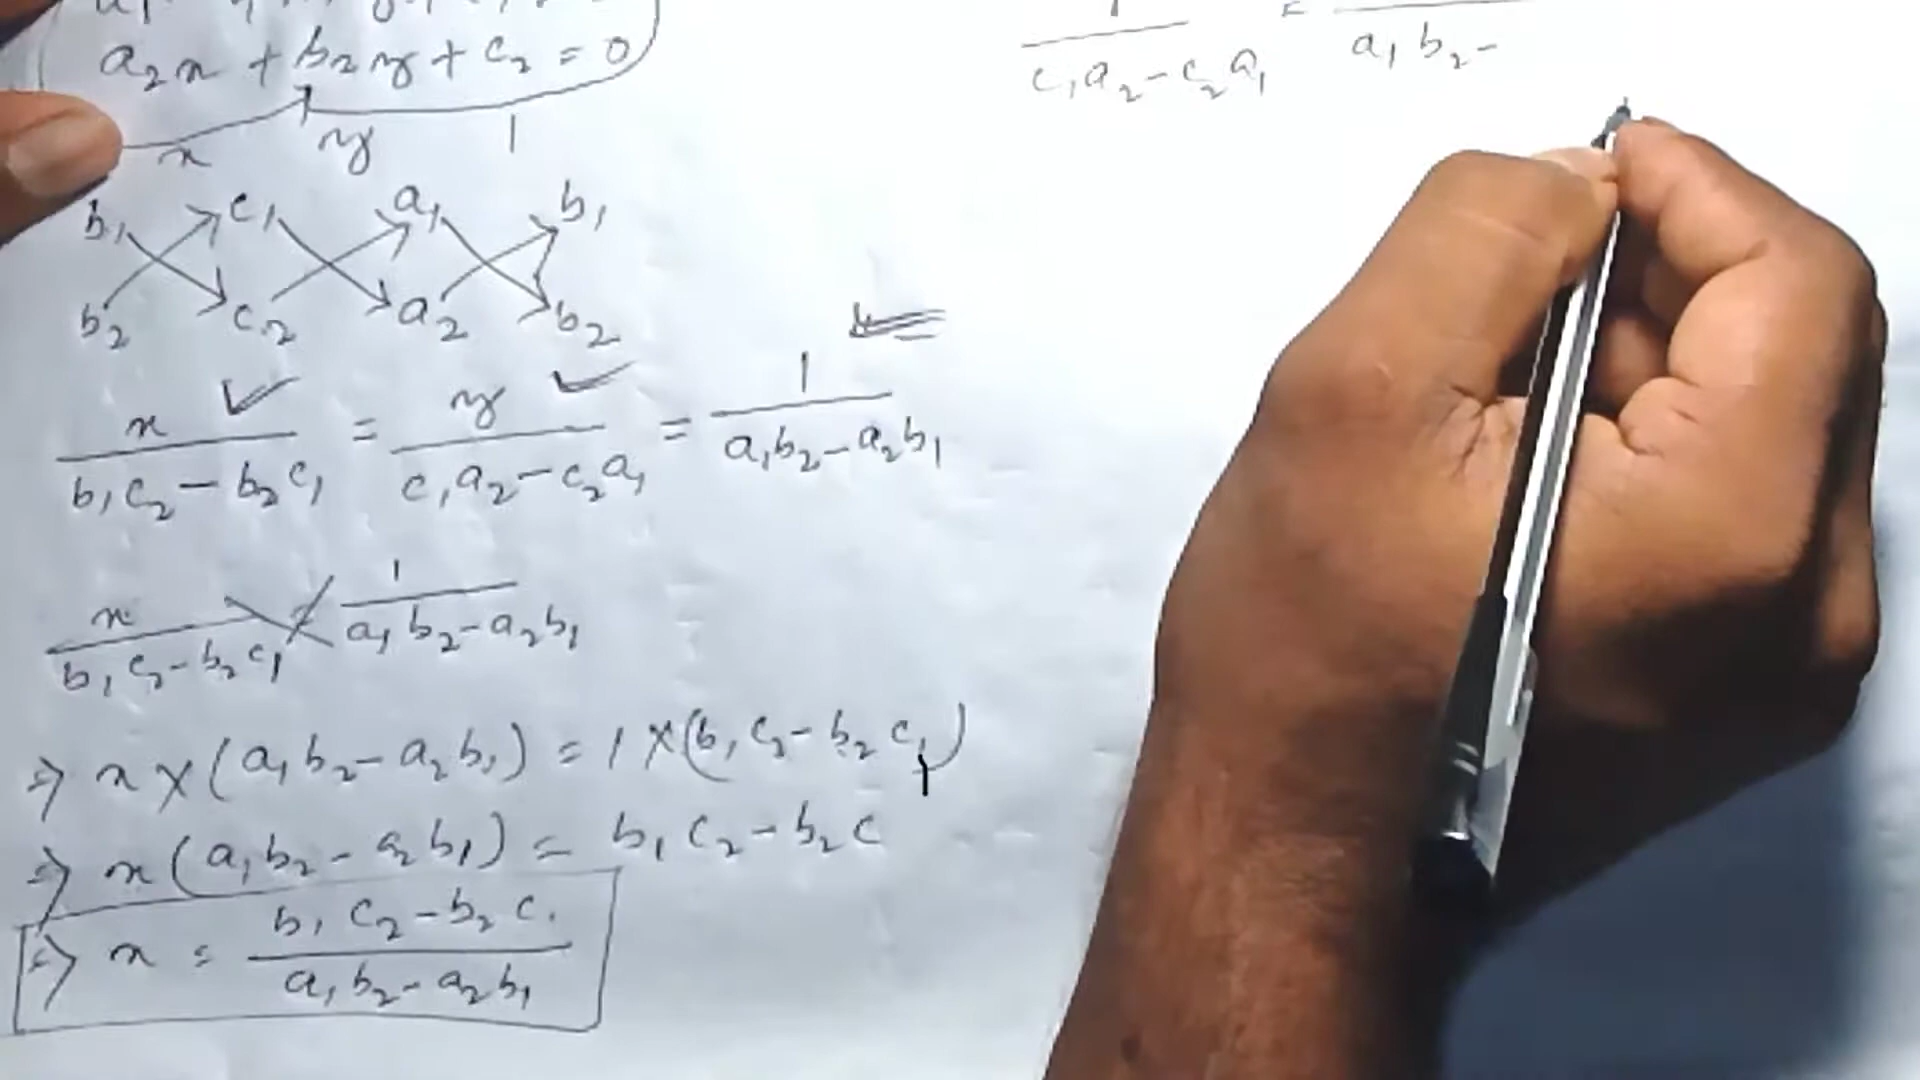 a₂x + b₂y + c₂ = 0
x y 1
b₁ c₁ a₁ b₁
b₂ c₂ a₂ b₂
x/(b₁c₂ - b₂c₁) = y/(c₁a₂ - c₂a₁) = 1/(a₁b₂ - a₂b₁)
x/(b₁c₂ - b₂c₁) = 1/(a₁b₂ - a₂b₁)
⇒ x × (a₁b₂ - a₂b₁) = 1 × (b₁c₂ - b₂c₁)
⇒ x (a₁b₂ - a₂b₁) = b₁c₂ - b₂c
⇒ x = (b₁c₂ - b₂c₁)/(a₁b₂ - a₂b₁)
c₁a₂ - c₂a₁ = a₁b₂ -